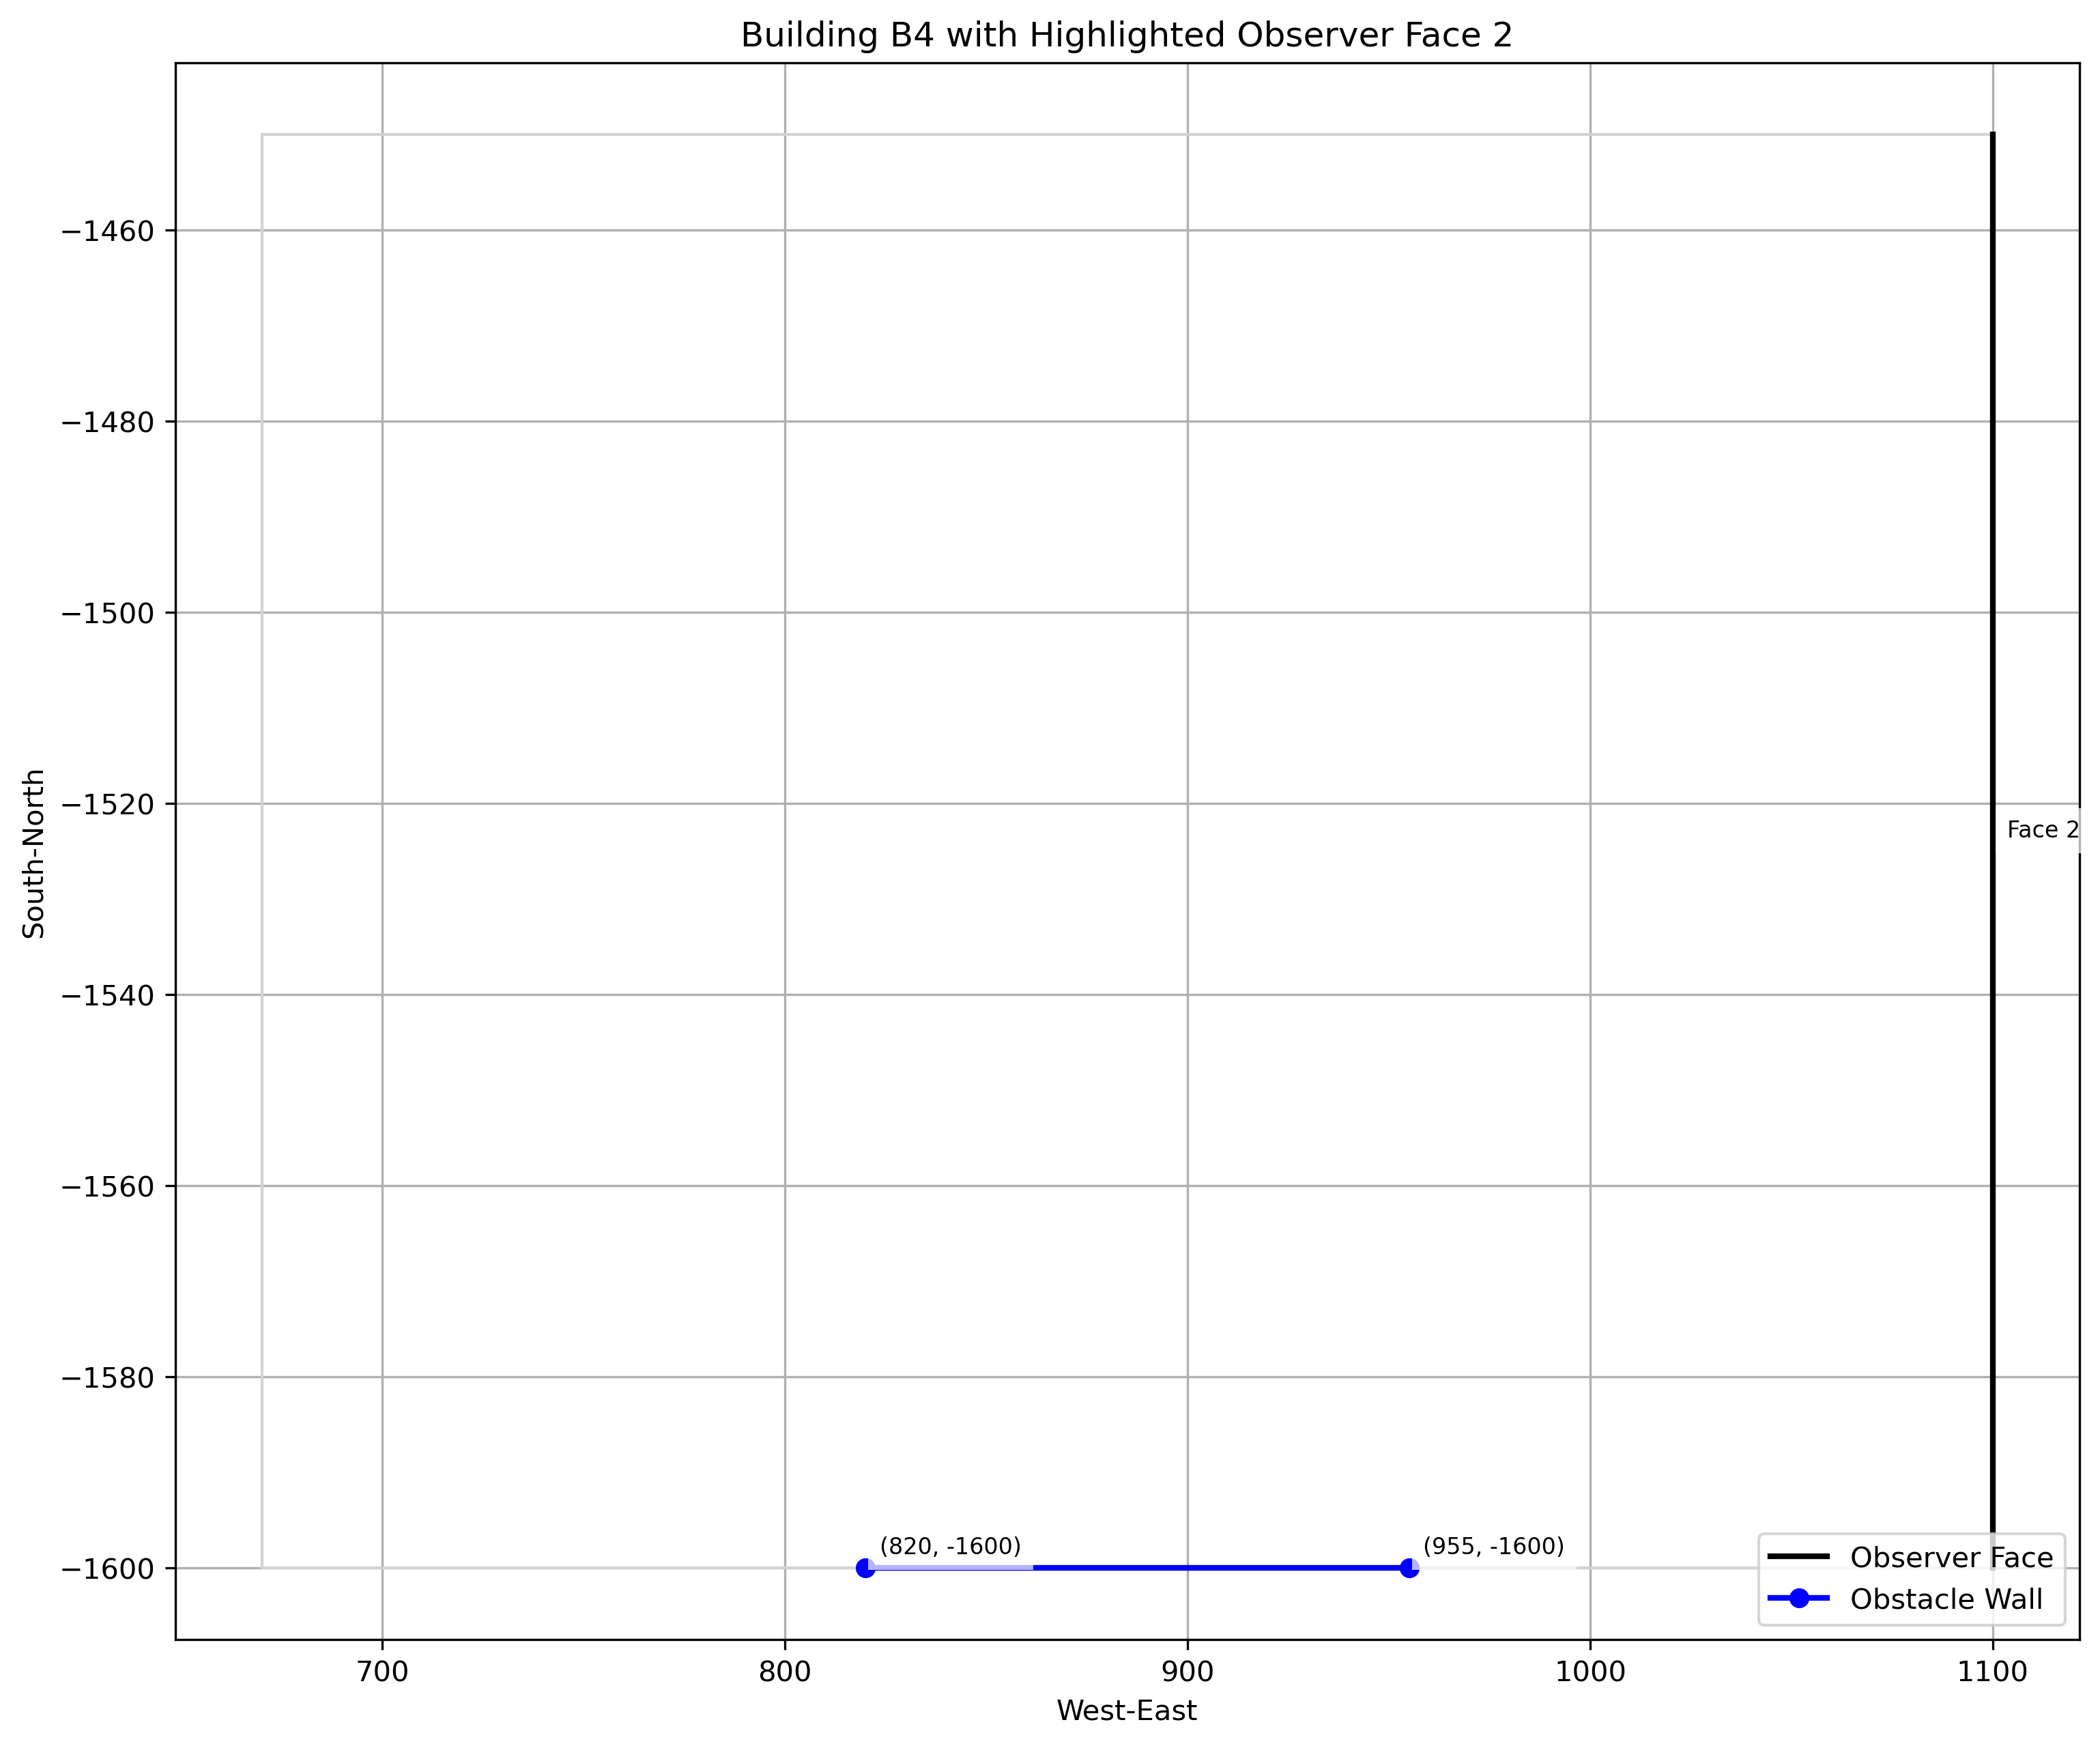 Building B4 with Highlighted Observer Face 2
South-North
−1460
−1480
−1500
−1520
−1540
−1560
−1580
−1600
Face 2
(820, -1600)
(955, -1600)
Observer Face
Obstacle Wall
700
800
900
1000
1100
West-East